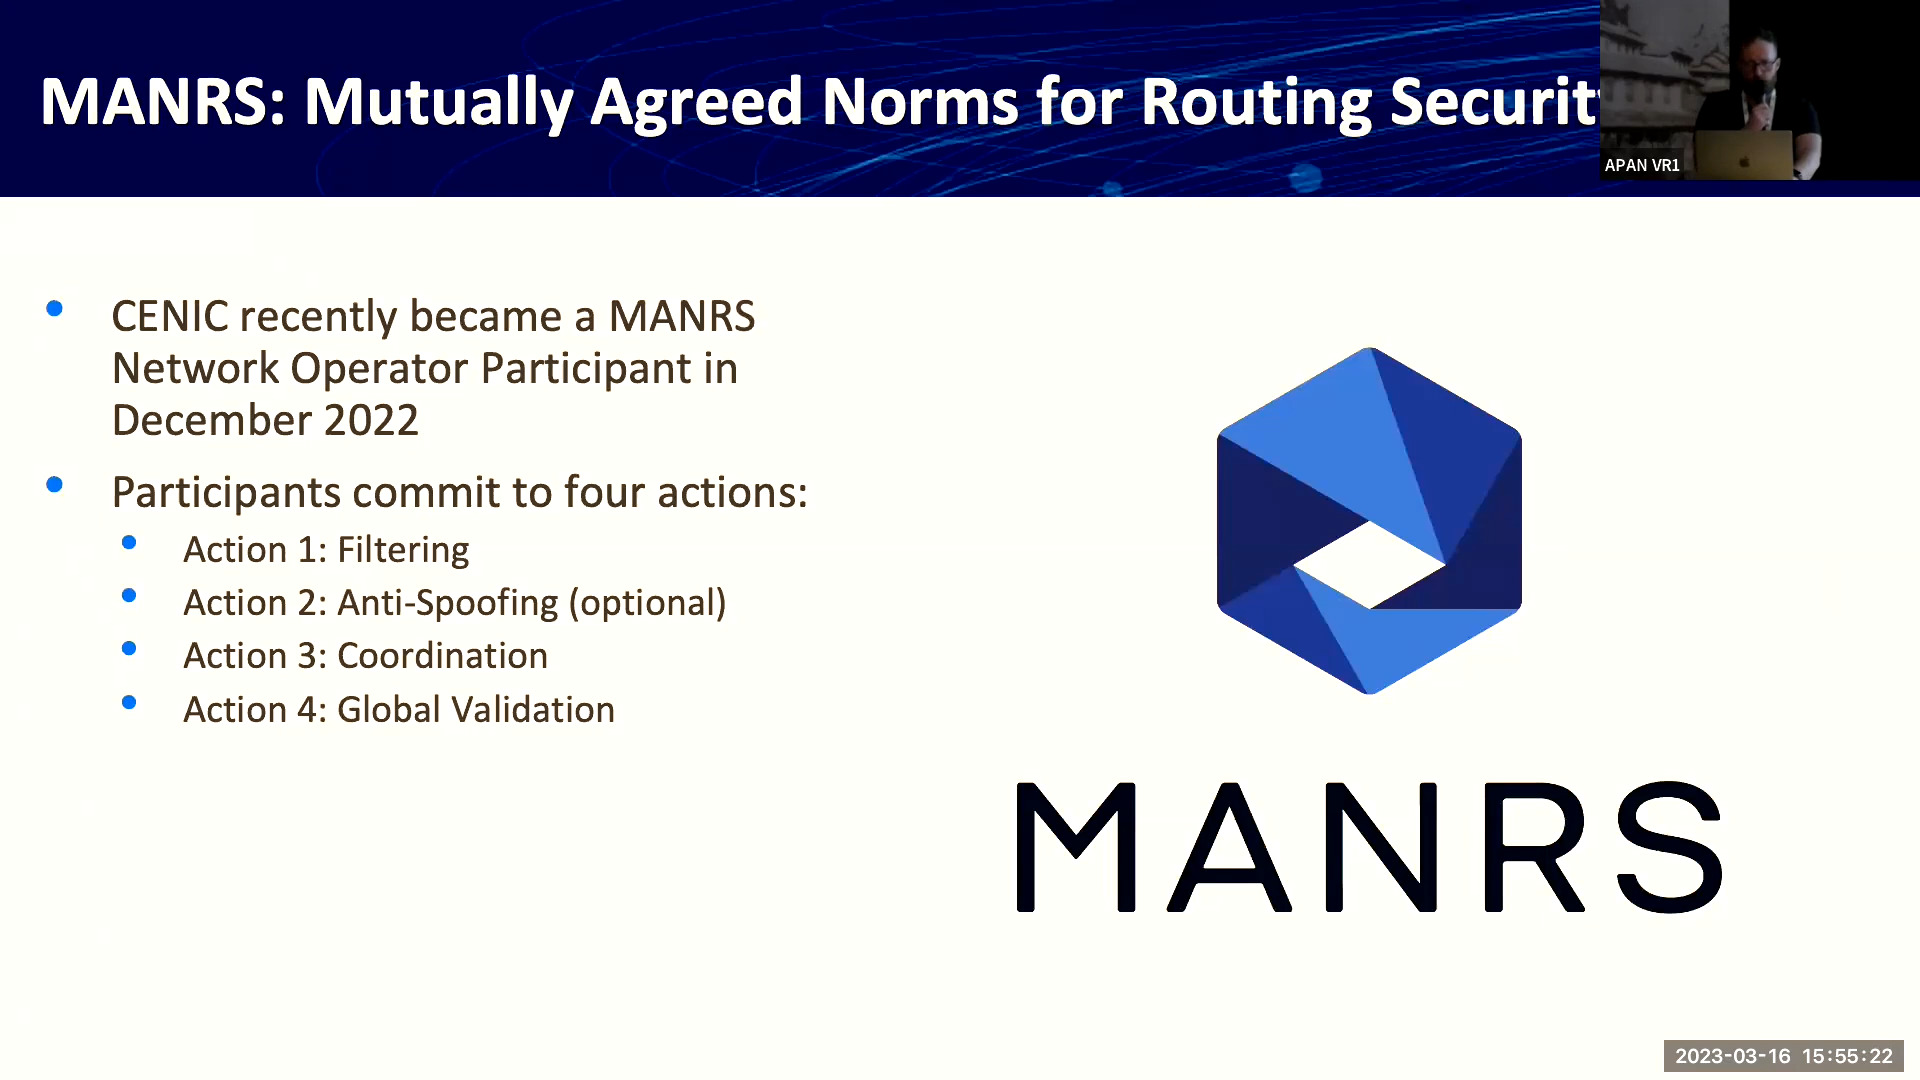 MANRS: Mutually Agreed Norms for Routing Securit
APAN VR1
• CENIC recently became a MANRS
Network Operator Participant in
December 2022
• Participants commit to four actions:
• Action 1: Filtering
• Action 2: Anti-Spoofing (optional)
• Action 3: Coordination
• Action 4: Global Validation
MANRS
2023-03-16 15:55:22